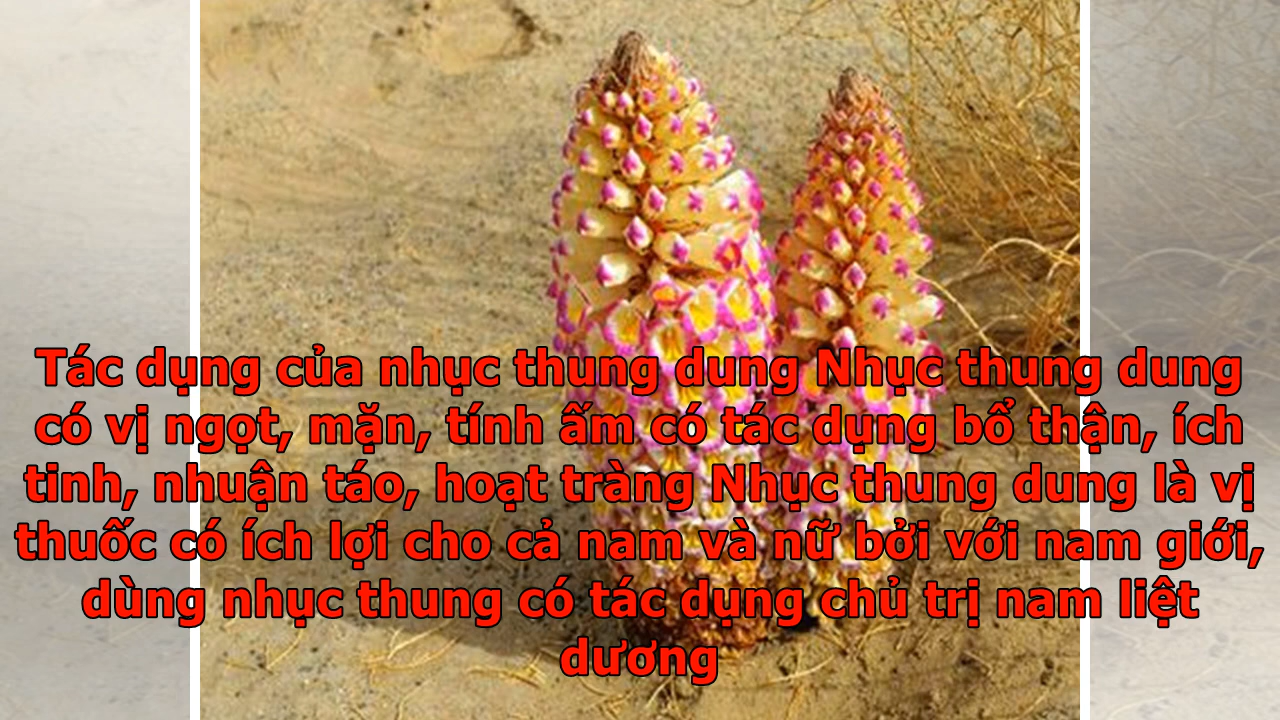 Tác dụng của nhục thung dung Nhục thung dung
có vị ngọt, mặn, tính ấm có tác dụng bổ thận, ích
tinh, nhuận táo, hoạt tràng Nhục thung dung là vị
thuốc có ích lợi cho cả nam và nữ bởi với nam giới,
dùng nhục thung có tác dụng chủ trị nam liệt
dương